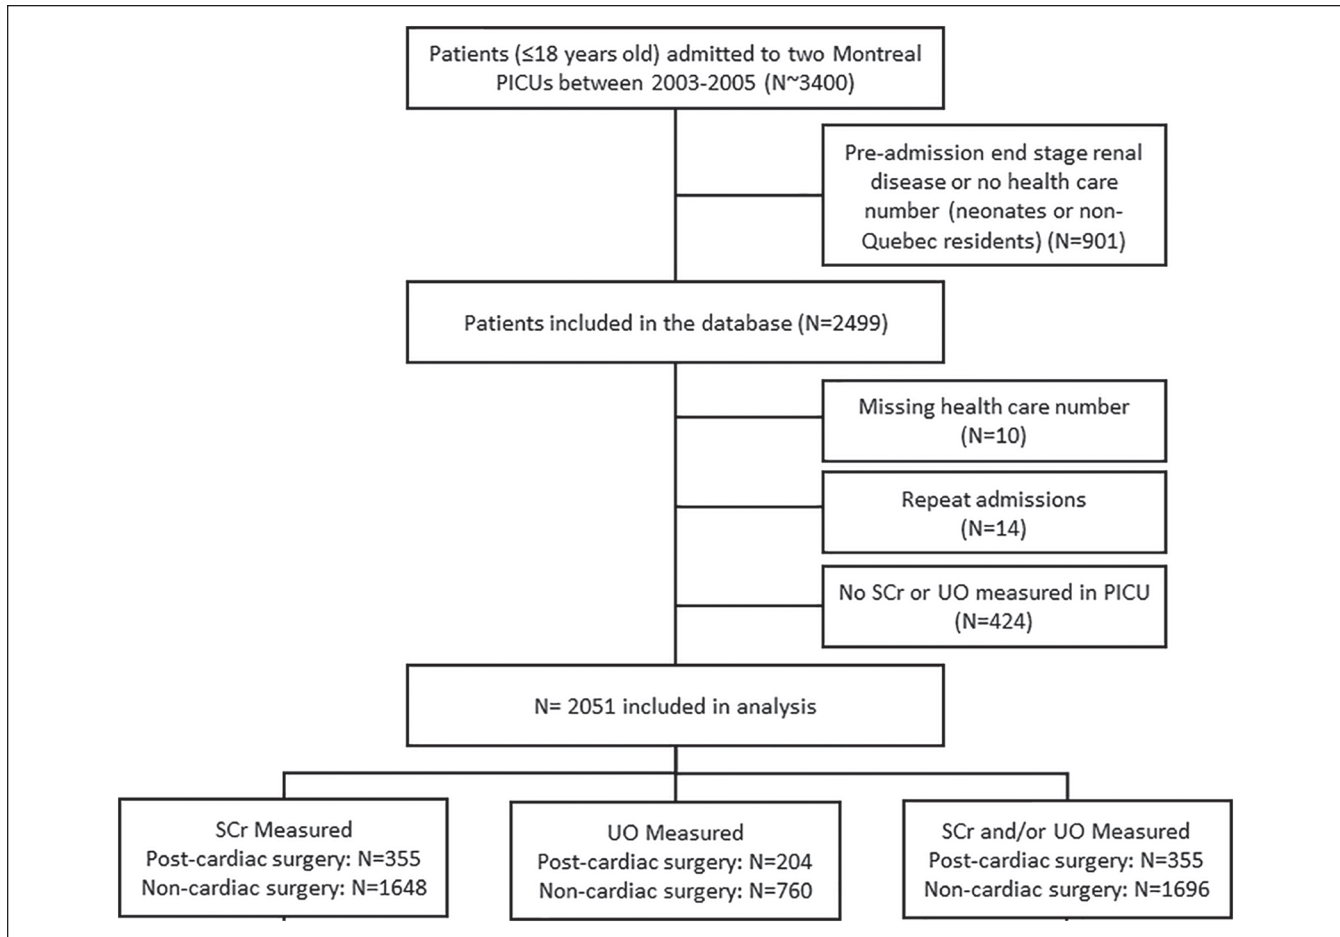 Patients (≤18 years old) admitted to two Montreal
PICUs between 2003-2005 (N~3400)
Pre-admission end stage renal
disease or no health care
number (neonates or non-
Quebec residents) (N=901)
Patients included in the database (N=2499)
Missing health care number
(N=10)
Repeat admissions
(N=14)
No SCr or UO measured in PICU
(N=424)
N= 2051 included in analysis
SCr Measured
Post-cardiac surgery: N=355
Non-cardiac surgery: N=1648
UO Measured
Post-cardiac surgery: N=204
Non-cardiac surgery: N=760
SCr and/or UO Measured
Post-cardiac surgery: N=355
Non-cardiac surgery: N=1696